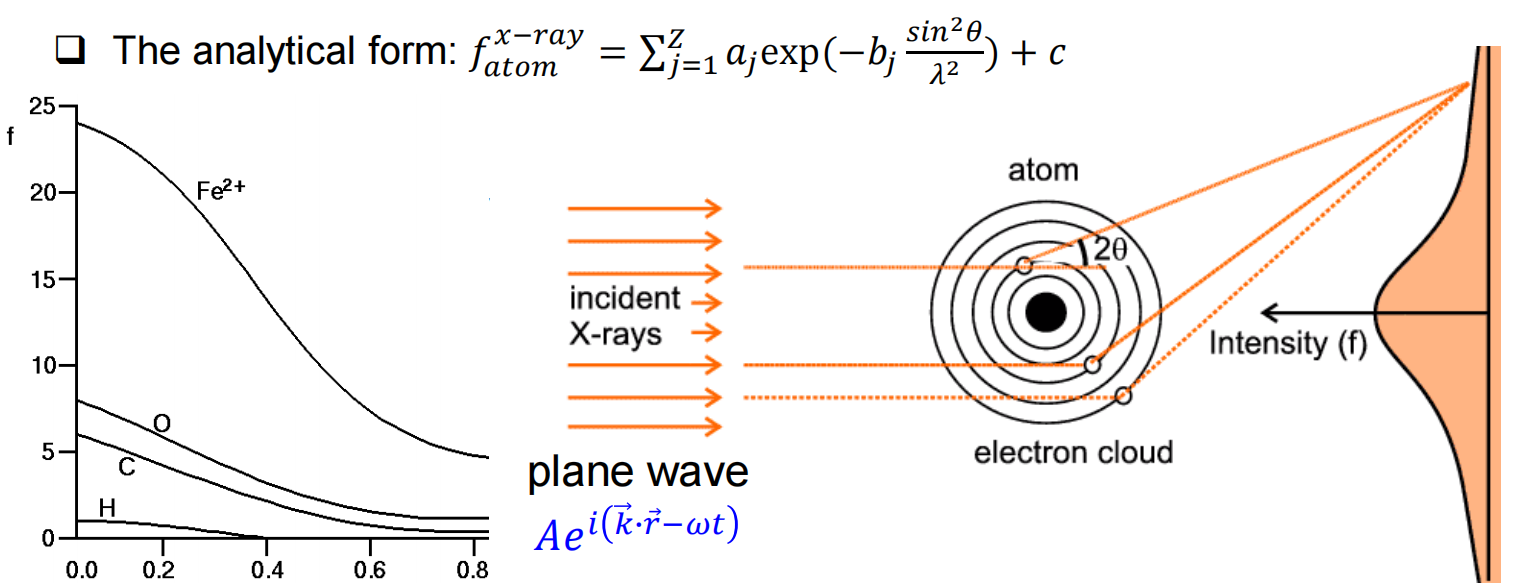 ❑ The analytical form: $f_{atom}^{x-ray} = \sum_{j=1}^{Z} a_j \exp(-b_j \frac{sin^2\theta}{\lambda^2}) + c$
25
f
20
Fe²⁺
15
10
O
5
C
H
0
0.0 0.2 0.4 0.6 0.8
atom
2θ
incident
X-rays
Intensity (f)
electron cloud
plane wave
$Ae^{i(\vec{k}\cdot\vec{r}-\omega t)}$